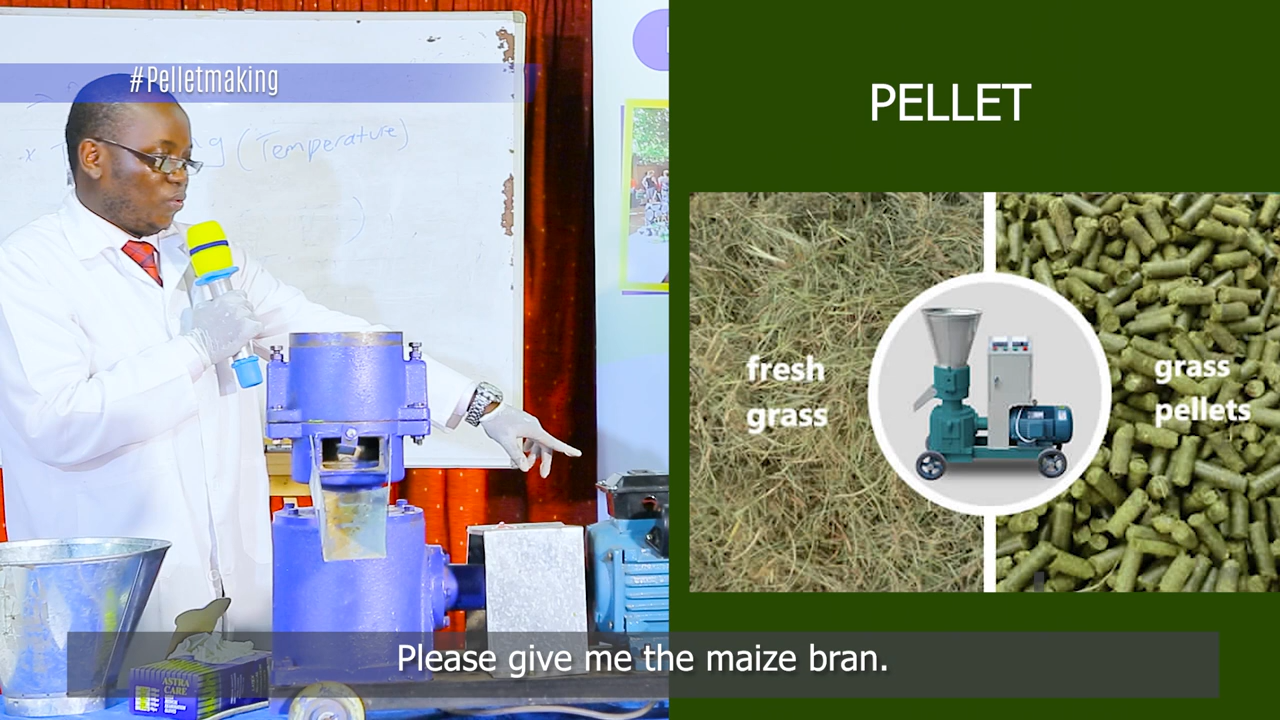 #Pelletmaking
(Temperature)
PELLET
fresh
grass
grass
pellets
ASTRA
CARE
Please give me the maize bran.